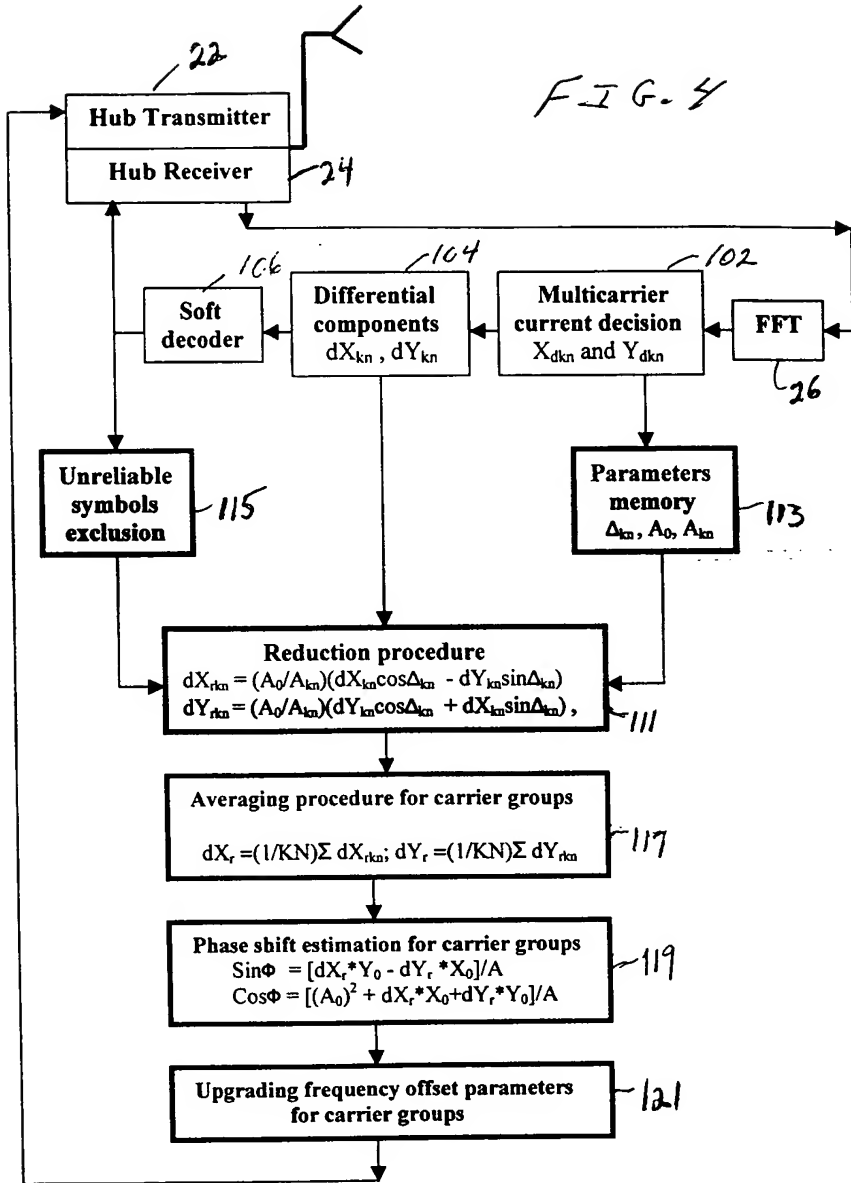 FIG. 4
22
Hub Transmitter
Hub Receiver
24
106
104
102
Soft
decoder
Differential
components
dX_kn , dY_kn
Multicarrier
current decision
X_dkn and Y_dkn
FFT
26
Unreliable
symbols
exclusion
115
Parameters
memory
Δ_kn, A_0, A_kn
113
Reduction procedure
dX_rkn = (A_0/A_kn)(dX_kn cosΔ_kn - dY_kn sinΔ_kn)
dY_rkn = (A_0/A_kn)(dY_kn cosΔ_kn + dX_kn sinΔ_kn) ,
111
Averaging procedure for carrier groups
dX_r =(1/KN)Σ dX_rkn; dY_r =(1/KN)Σ dY_rkn
117
Phase shift estimation for carrier groups
SinΦ = [dX_r*Y_0 - dY_r *X_0]/A
CosΦ = [(A_0)^2 + dX_r*X_0+dY_r*Y_0]/A
119
Upgrading frequency offset parameters
for carrier groups
121